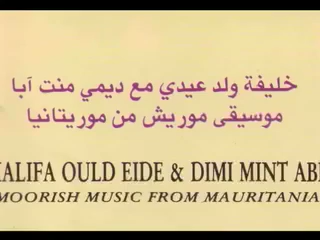 خليفة ولد عيدي مع ديمي منت آبا
موسيقى موريش من موريتانيا
ALIFA OULD EIDE & DIMI MINT AB
MOORISH MUSIC FROM MAURITANIA